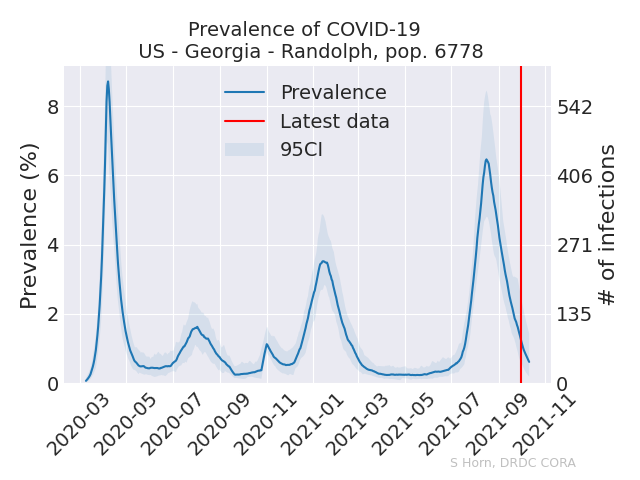 Prevalence of COVID-19
US - Georgia - Randolph, pop. 6778
Prevalence
Latest data
95CI
Prevalence (%)
8
6
4
2
0
542
406
271
135
0
# of infections
2020-03
2020-05
2020-07
2020-09
2020-11
2021-01
2021-03
2021-05
2021-07
2021-09
2021-11
S Horn, DRDC CORA